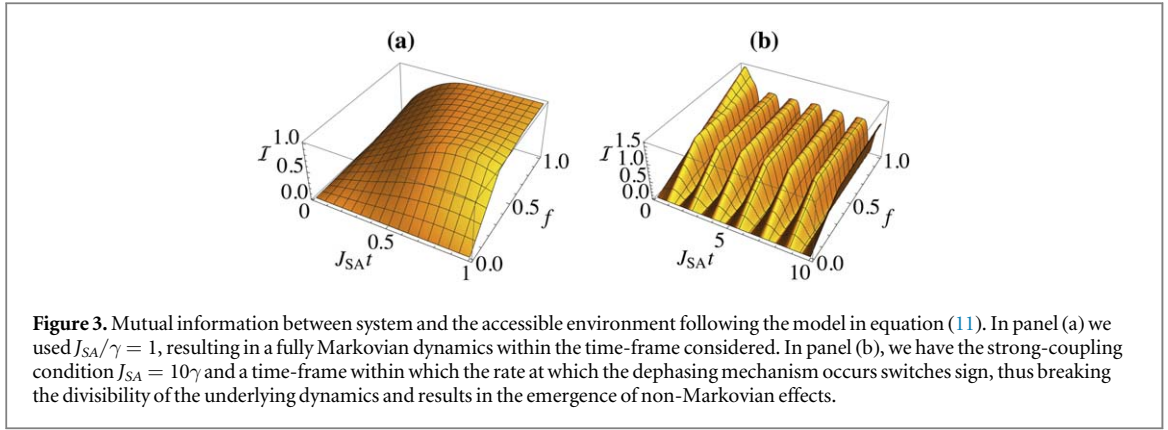 (a)
(b)
I
1.0
0.5
0.0
0
0.5
1
J_SA t
0.0
0.5
1.0
f
I
1.5
1.0
0.5
0.0
0
5
10
J_SA t
0.0
0.5
1.0
f
Figure 3. Mutual information between system and the accessible environment following the model in equation (11). In panel (a) we
used J_SA/γ = 1, resulting in a fully Markovian dynamics within the time-frame considered. In panel (b), we have the strong-coupling
condition J_SA = 10γ and a time-frame within which the rate at which the dephasing mechanism occurs switches sign, thus breaking
the divisibility of the underlying dynamics and results in the emergence of non-Markovian effects.